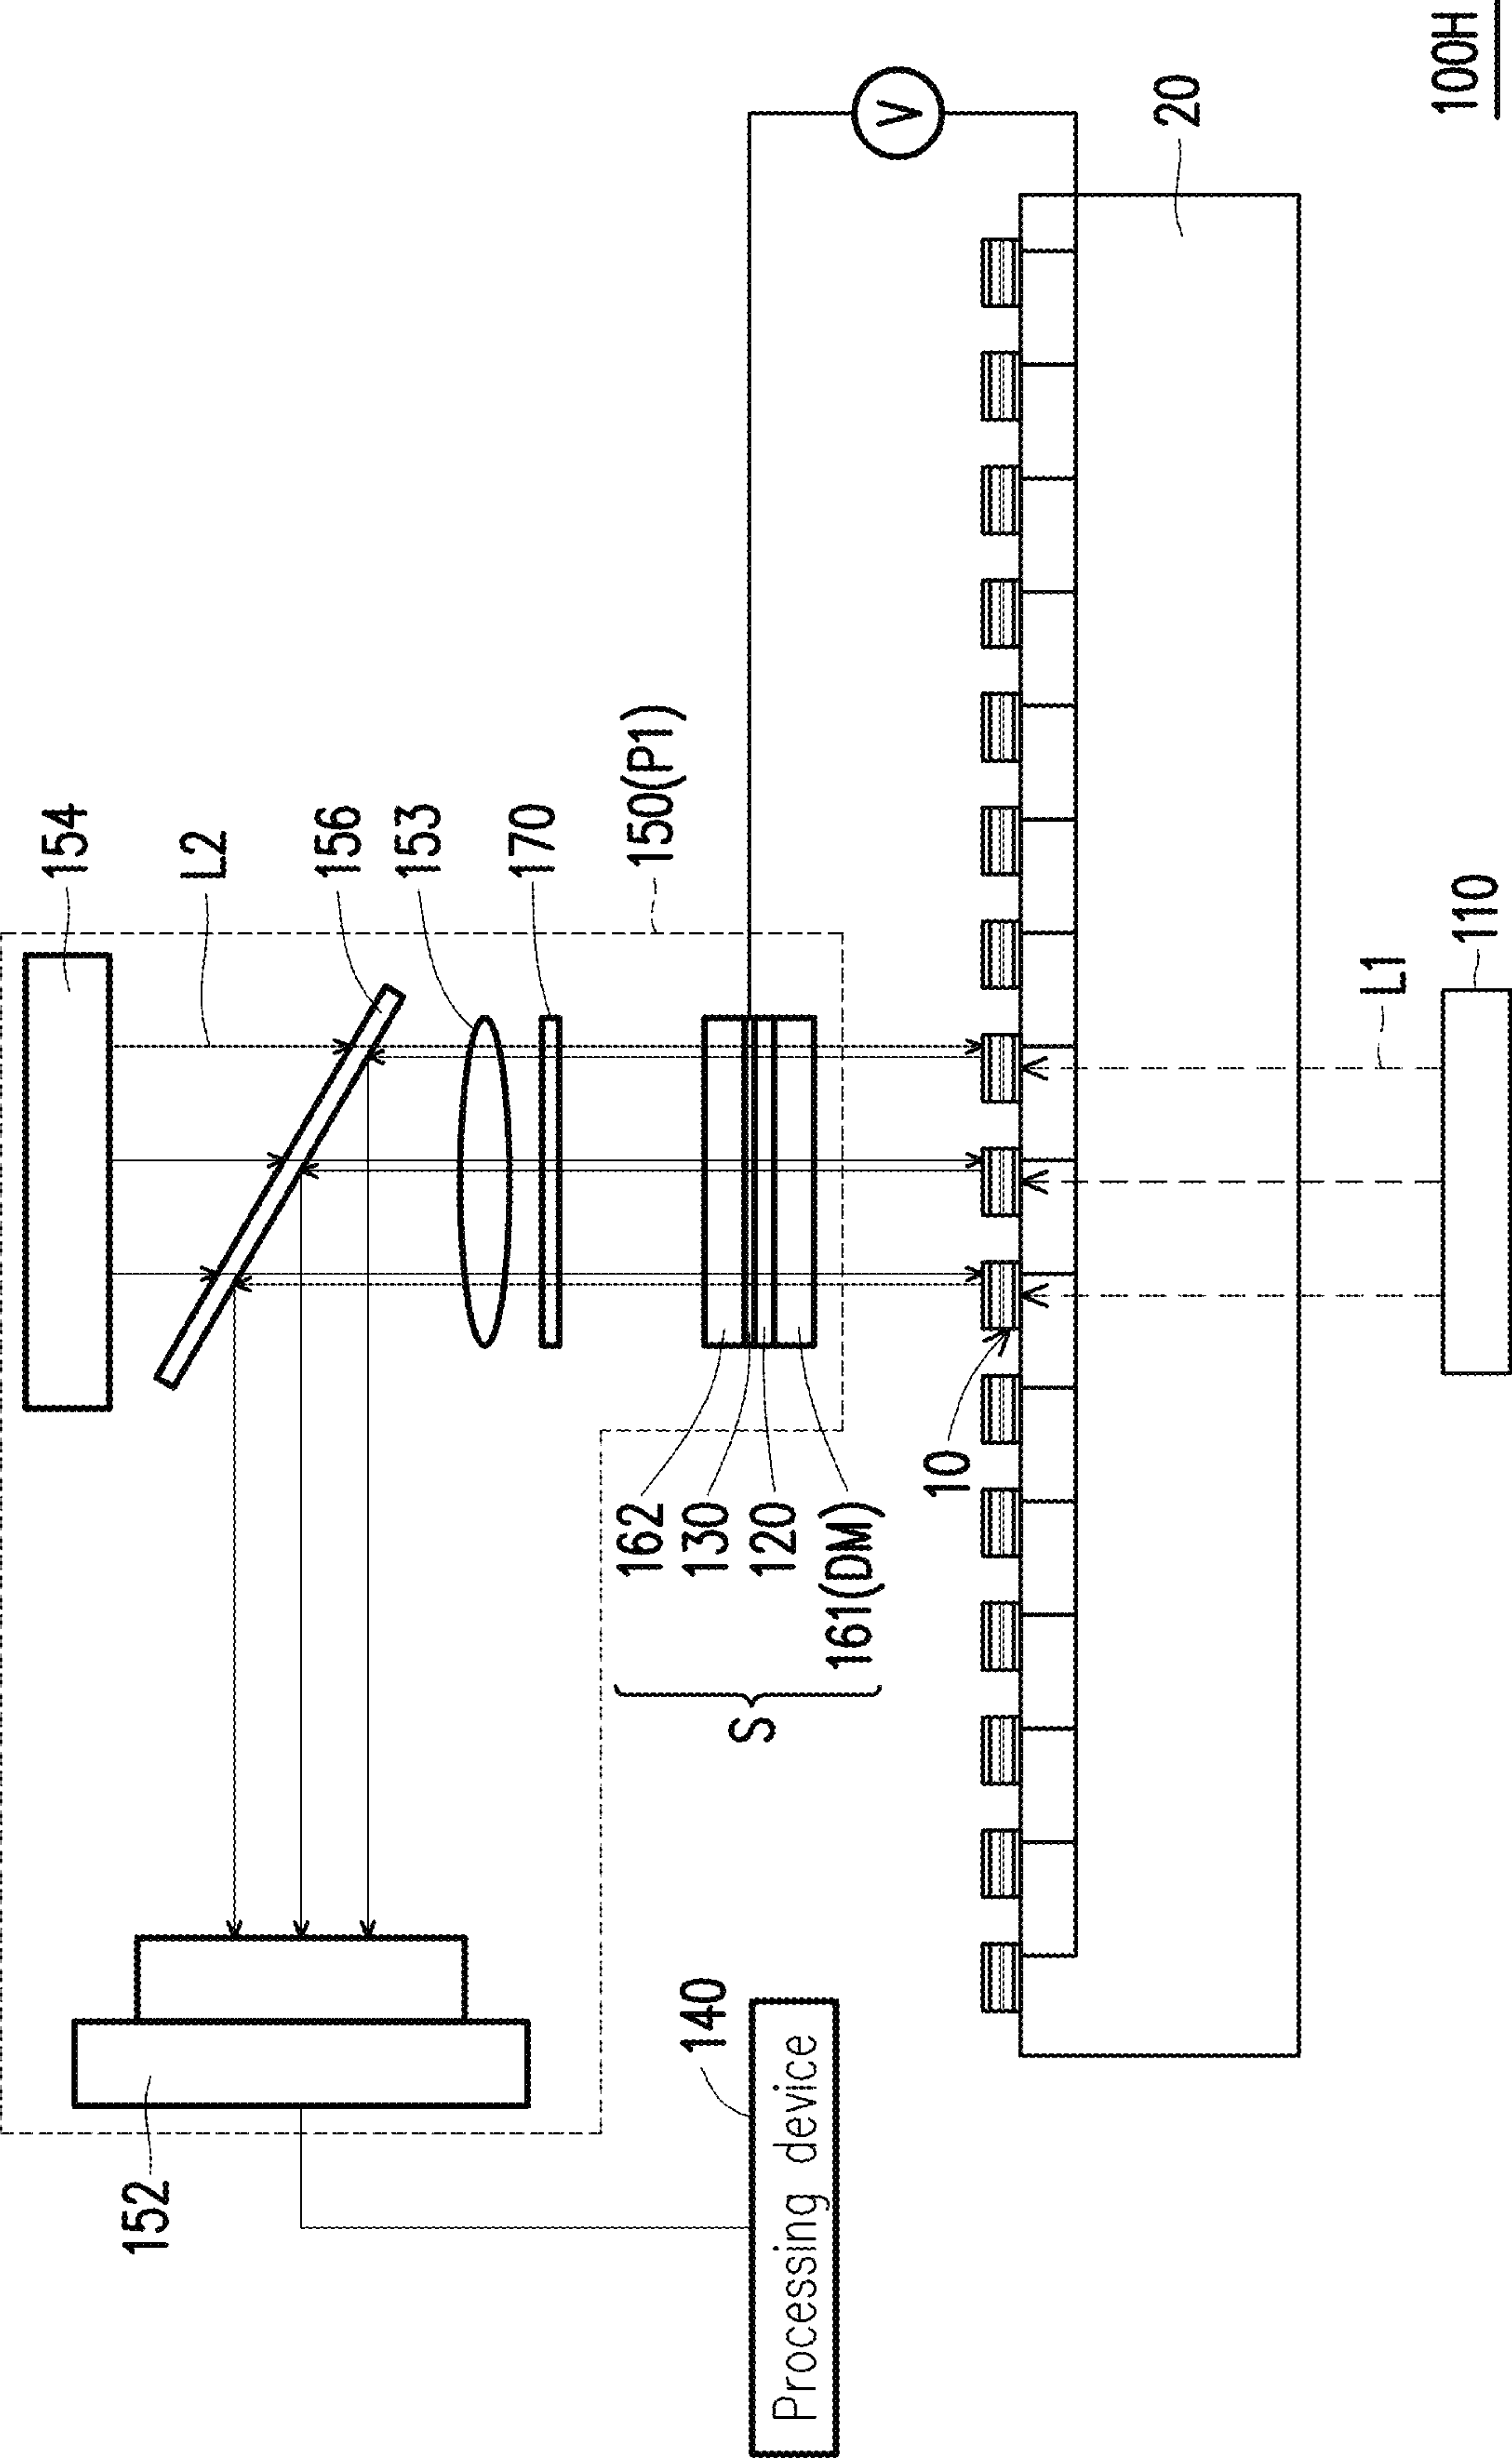 154
L2
156
153
170
150(P1)
V
20
100H
162
130
120
161(DM)
S
10
L1
110
152
140
Processing device